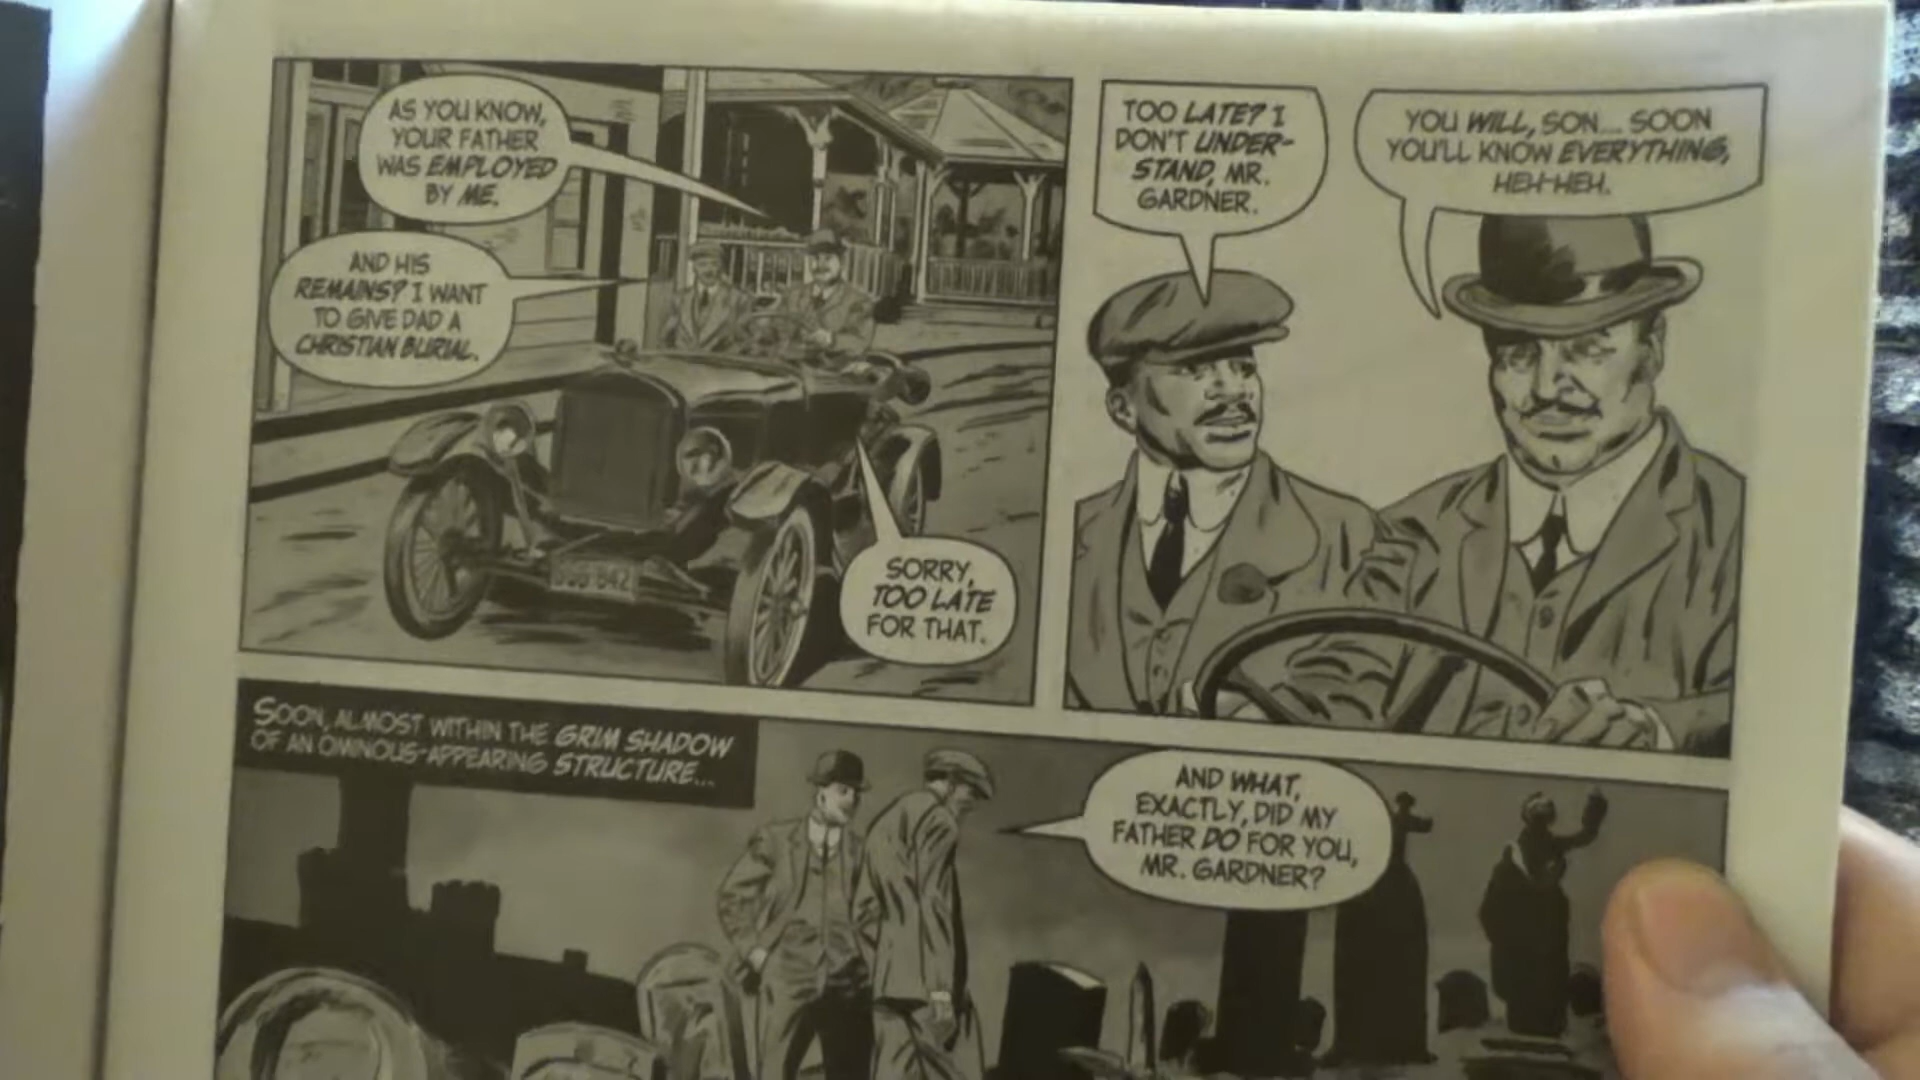 AS YOU KNOW,
YOUR FATHER
WAS EMPLOYED
BY ME.
AND HIS
REMAINS? I WANT
TO GIVE DAD A
CHRISTIAN BURIAL.
SORRY,
TOO LATE
FOR THAT.
TOO LATE? I
DON'T UNDER-
STAND, MR.
GARDNER.
YOU WILL, SON... SOON
YOU'LL KNOW EVERYTHING,
HEH-HEH.
SOON, ALMOST WITHIN THE GRIM SHADOW
OF AN OMINOUS-APPEARING STRUCTURE...
AND WHAT,
EXACTLY, DID MY
FATHER DO FOR YOU,
MR. GARDNER?